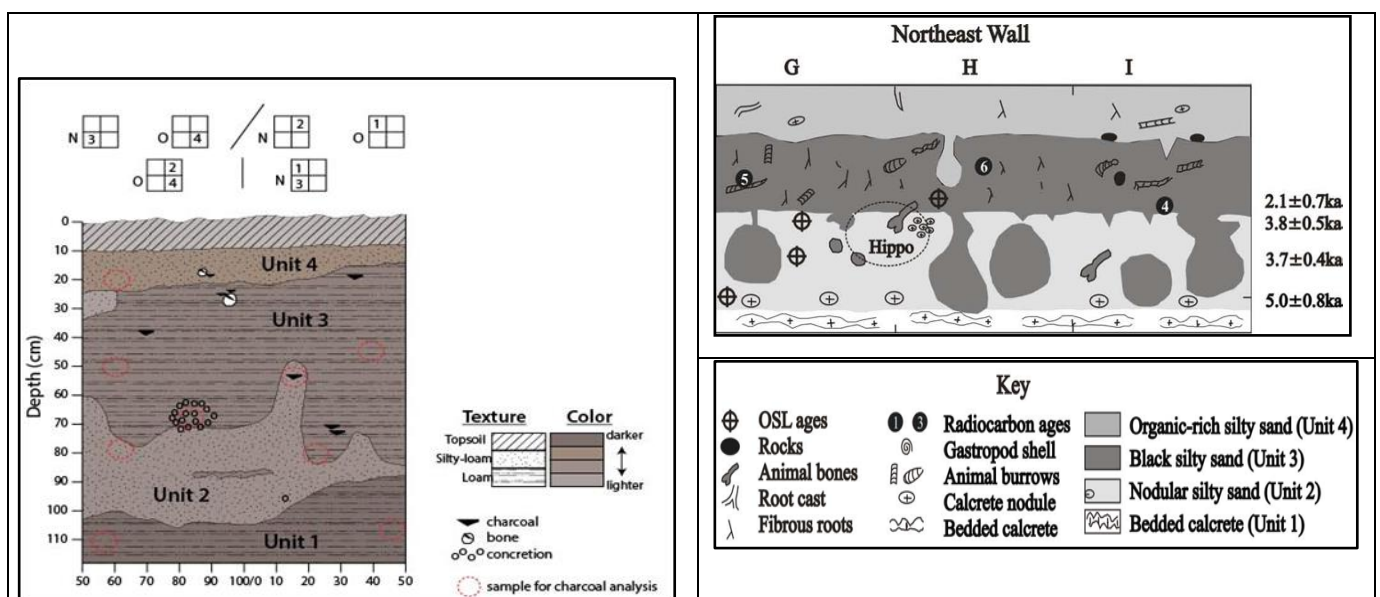 N 3
O 4
N 2
O 1
O 2 4
N 1 3
Depth (cm)
0
10
20
30
40
50
60
70
80
90
100
110
Unit 4
Unit 3
Unit 2
Unit 1
50 60 70 80 90 100/0 10 20 30 40 50
Texture Color
Topsoil
Silty-loam
Loam
darker
lighter
charcoal
bone
concretion
sample for charcoal analysis
Northeast Wall
G H I
5
6
4
Hippo
2.1±0.7ka
3.8±0.5ka
3.7±0.4ka
5.0±0.8ka
Key
OSL ages
Rocks
Animal bones
Root cast
Fibrous roots
1 3 Radiocarbon ages
Gastropod shell
Animal burrows
Calcrete nodule
Bedded calcrete
Organic-rich silty sand (Unit 4)
Black silty sand (Unit 3)
Nodular silty sand (Unit 2)
Bedded calcrete (Unit 1)